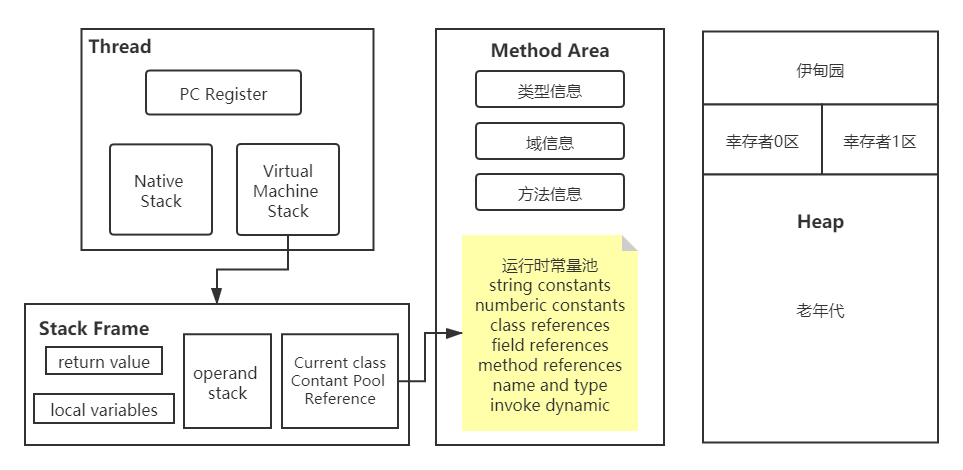 Thread
PC Register
Native
Stack
Virtual
Machine
Stack
Stack Frame
return value
local variables
operand
stack
Current class
Contant Pool
Reference
Method Area
类型信息
域信息
方法信息
运行时常量池
string constants
numberic constants
class references
field references
method references
name and type
invoke dynamic
伊甸园
幸存者0区
幸存者1区
Heap
老年代